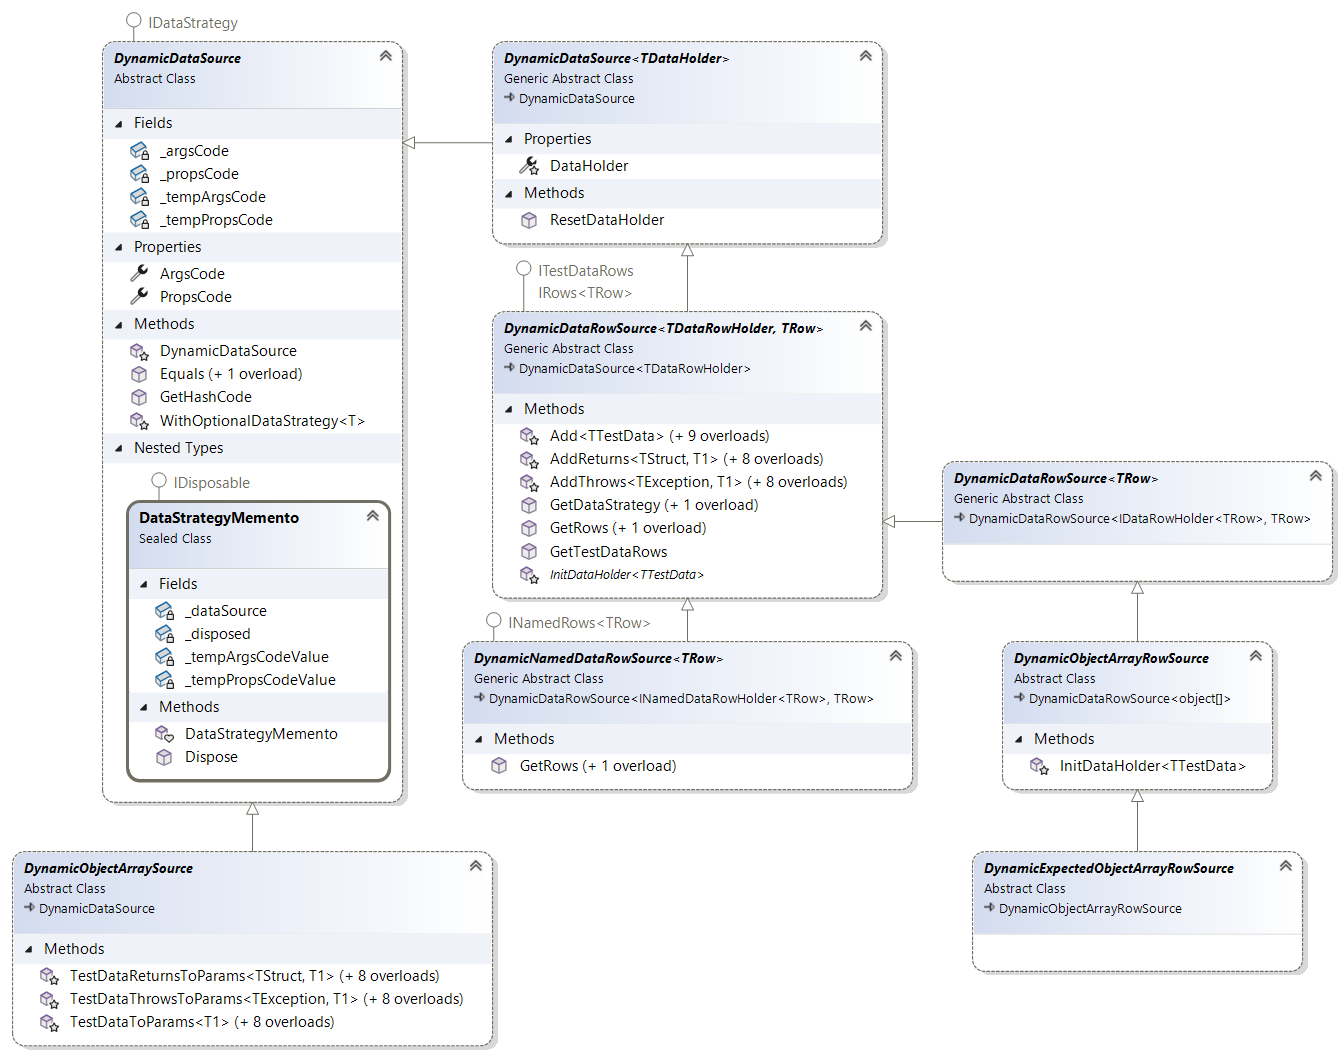 IDataStrategy
DynamicDataSource
Abstract Class
Fields
_argsCode
_propsCode
_tempArgsCode
_tempPropsCode
Properties
ArgsCode
PropsCode
Methods
DynamicDataSource
Equals (+ 1 overload)
GetHashCode
WithOptionalDataStrategy<T>
Nested Types
IDisposable
DataStrategyMemento
Sealed Class
Fields
_dataSource
_disposed
_tempArgsCodeValue
_tempPropsCodeValue
Methods
DataStrategyMemento
Dispose
DynamicObjectArraySource
Abstract Class
DynamicDataSource
Methods
TestDataReturnsToParams<TStruct, T1> (+ 8 overloads)
TestDataThrowsToParams<TException, T1> (+ 8 overloads)
TestDataToParams<T1> (+ 8 overloads)
DynamicDataSource<TDataHolder>
Generic Abstract Class
DynamicDataSource
Properties
DataHolder
Methods
ResetDataHolder
ITestDataRows
IRows<TRow>
DynamicDataRowSource<TDataRowHolder, TRow>
Generic Abstract Class
DynamicDataSource<TDataRowHolder>
Methods
Add<TTestData> (+ 9 overloads)
AddReturns<TStruct, T1> (+ 8 overloads)
AddThrows<TException, T1> (+ 8 overloads)
GetDataStrategy (+ 1 overload)
GetRows (+ 1 overload)
GetTestDataRows
InitDataHolder<TTestData>
INamedRows<TRow>
DynamicNamedDataRowSource<TRow>
Generic Abstract Class
DynamicDataRowSource<INamedDataRowHolder<TRow>, TRow>
Methods
GetRows (+ 1 overload)
DynamicDataRowSource<TRow>
Generic Abstract Class
DynamicDataRowSource<IDataRowHolder<TRow>, TRow>
DynamicObjectArrayRowSource
Abstract Class
DynamicDataRowSource<object[]>
Methods
InitDataHolder<TTestData>
DynamicExpectedObjectArrayRowSource
Abstract Class
DynamicObjectArrayRowSource